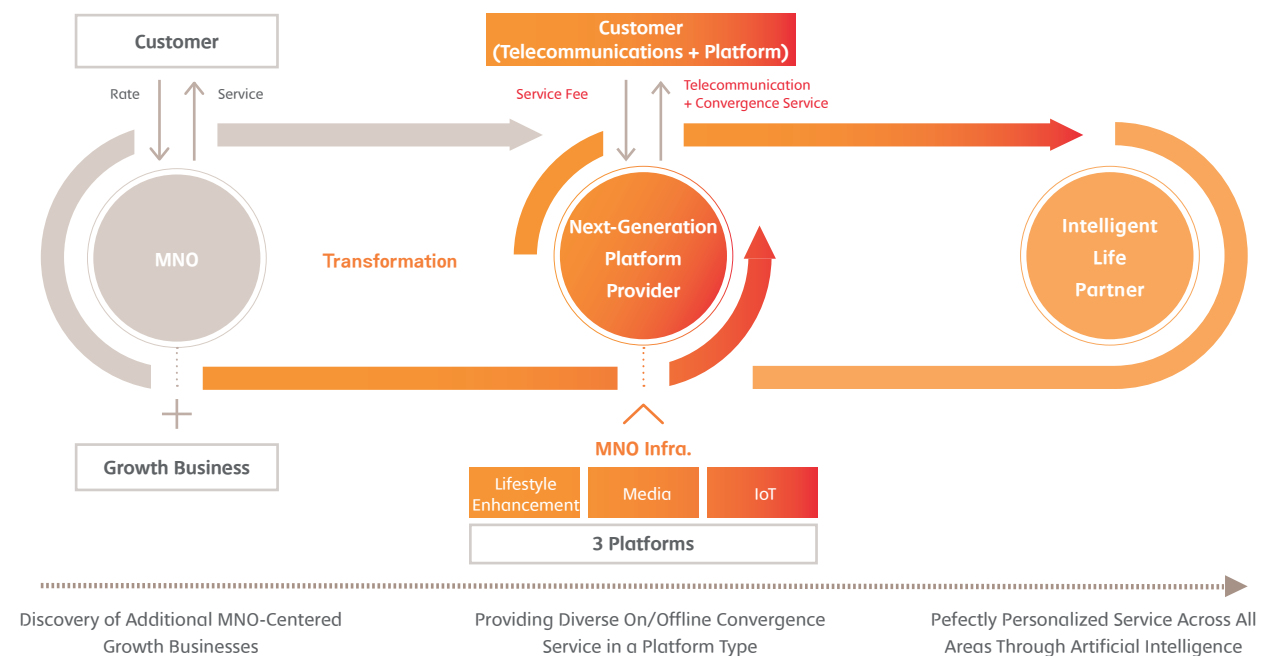 Customer
Customer
(Telecommunications + Platform)
Rate
Service
Service Fee
Telecommunication
+ Convergence Service
MNO
Transformation
Next-Generation
Platform
Provider
Intelligent
Life
Partner
Growth Business
MNO Infra.
Lifestyle
Enhancement
Media
IoT
3 Platforms
Discovery of Additional MNO-Centered
Growth Businesses
Providing Diverse On/Offline Convergence
Service in a Platform Type
Pefectly Personalized Service Across All
Areas Through Artificial Intelligence